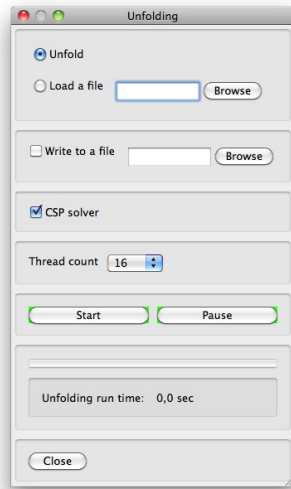 Unfolding
Unfold
Load a file Browse
Write to a file Browse
CSP solver
Thread count 16
Start Pause
Unfolding run time: 0,0 sec
Close